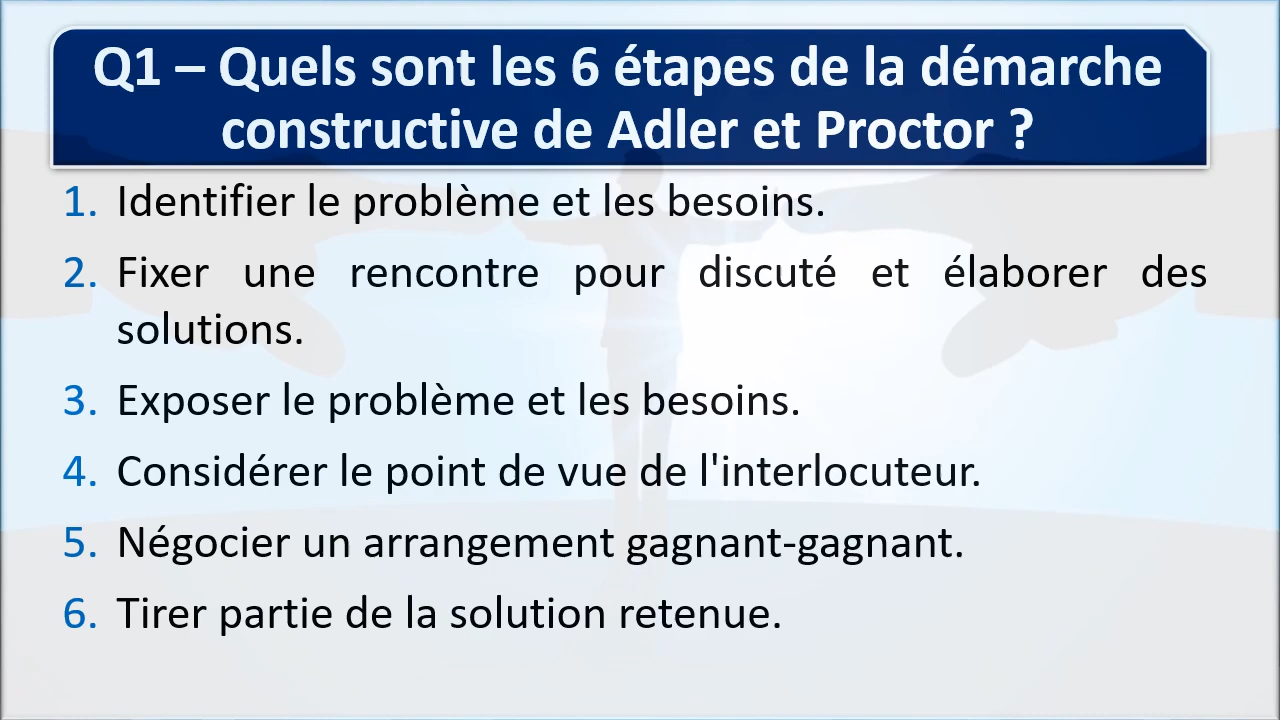 Q1 – Quels sont les 6 étapes de la démarche
constructive de Adler et Proctor ?
1. Identifier le problème et les besoins.
2. Fixer une rencontre pour discuté et élaborer des
solutions.
3. Exposer le problème et les besoins.
4. Considérer le point de vue de l'interlocuteur.
5. Négocier un arrangement gagnant-gagnant.
6. Tirer partie de la solution retenue.